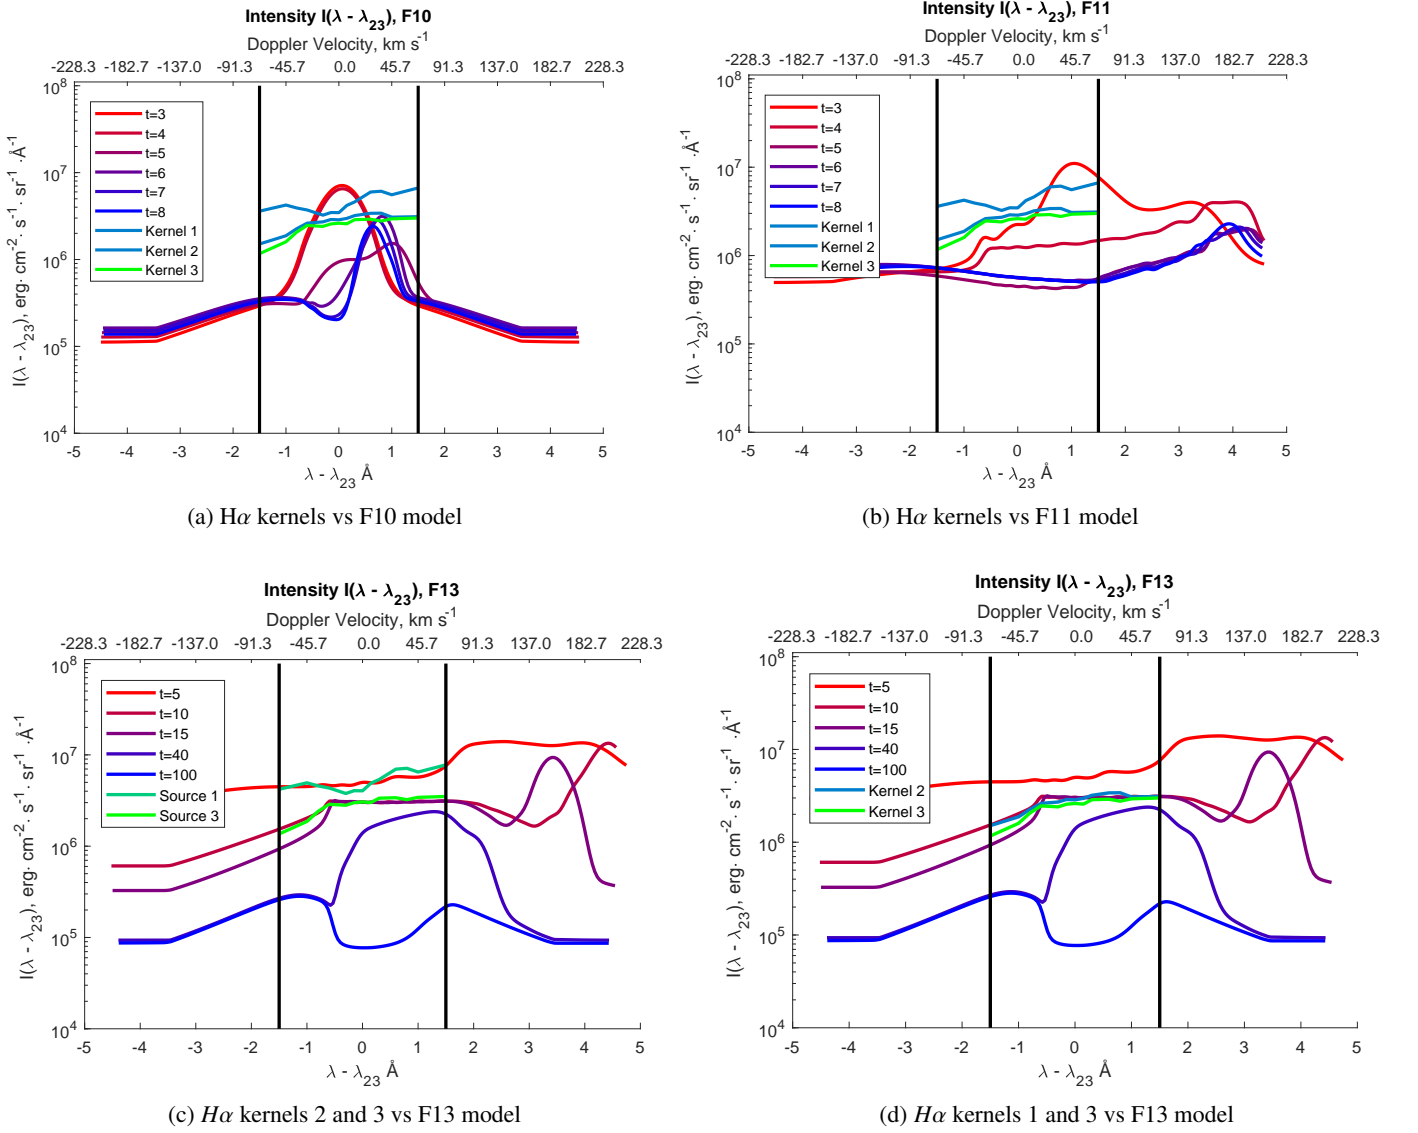 Intensity I(λ - λ23), F10
Doppler Velocity, km s-1
-228.3 -182.7 -137.0 -91.3 -45.7 0.0 45.7 91.3 137.0 182.7 228.3
108
107
106
105
104
I(λ - λ23), erg· cm-2· s-1· sr-1 ·Å-1
t=3
t=4
t=5
t=6
t=7
t=8
Kernel 1
Kernel 2
Kernel 3
-5 -4 -3 -2 -1 0 1 2 3 4 5
λ - λ23 Å
(a) Hα kernels vs F10 model
Intensity I(λ - λ23), F11
Doppler Velocity, km s-1
-228.3 -182.7 -137.0 -91.3 -45.7 0.0 45.7 91.3 137.0 182.7 228.3
108
107
106
105
104
I(λ - λ23), erg· cm-2· s-1· sr-1 ·Å-1
t=3
t=4
t=5
t=6
t=7
t=8
Kernel 1
Kernel 2
Kernel 3
-5 -4 -3 -2 -1 0 1 2 3 4 5
λ - λ23 Å
(b) Hα kernels vs F11 model
Intensity I(λ - λ23), F13
Doppler Velocity, km s-1
-228.3 -182.7 -137.0 -91.3 -45.7 0.0 45.7 91.3 137.0 182.7 228.3
108
107
106
105
104
I(λ - λ23), erg· cm-2· s-1· sr-1 ·Å-1
t=5
t=10
t=15
t=40
t=100
Source 1
Source 3
-5 -4 -3 -2 -1 0 1 2 3 4 5
λ - λ23 Å
(c) Hα kernels 2 and 3 vs F13 model
Intensity I(λ - λ23), F13
Doppler Velocity, km s-1
-228.3 -182.7 -137.0 -91.3 -45.7 0.0 45.7 91.3 137.0 182.7 228.3
108
107
106
105
104
I(λ - λ23), erg· cm-2· s-1· sr-1 ·Å-1
t=5
t=10
t=15
t=40
t=100
Kernel 2
Kernel 3
-5 -4 -3 -2 -1 0 1 2 3 4 5
λ - λ23 Å
(d) Hα kernels 1 and 3 vs F13 model